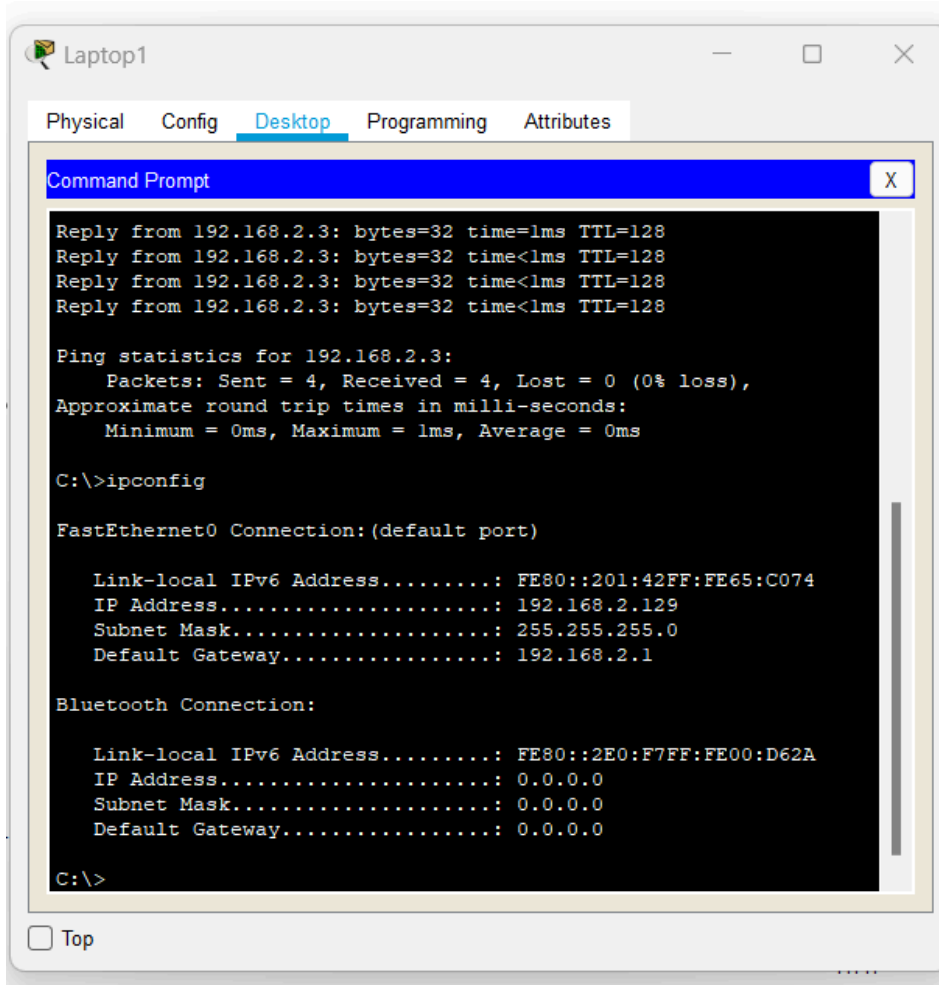 Laptop1
Physical Config Desktop Programming Attributes
Command Prompt
X
Reply from 192.168.2.3: bytes=32 time=1ms TTL=128
Reply from 192.168.2.3: bytes=32 time<1ms TTL=128
Reply from 192.168.2.3: bytes=32 time<1ms TTL=128
Reply from 192.168.2.3: bytes=32 time<1ms TTL=128
Ping statistics for 192.168.2.3:
Packets: Sent = 4, Received = 4, Lost = 0 (0% loss),
Approximate round trip times in milli-seconds:
Minimum = 0ms, Maximum = 1ms, Average = 0ms
C:\>ipconfig
FastEthernet0 Connection:(default port)
Link-local IPv6 Address.........: FE80::201:42FF:FE65:C074
IP Address......................: 192.168.2.129
Subnet Mask.....................: 255.255.255.0
Default Gateway.................: 192.168.2.1
Bluetooth Connection:
Link-local IPv6 Address.........: FE80::2E0:F7FF:FE00:D62A
IP Address......................: 0.0.0.0
Subnet Mask.....................: 0.0.0.0
Default Gateway.................: 0.0.0.0
C:\>
Top